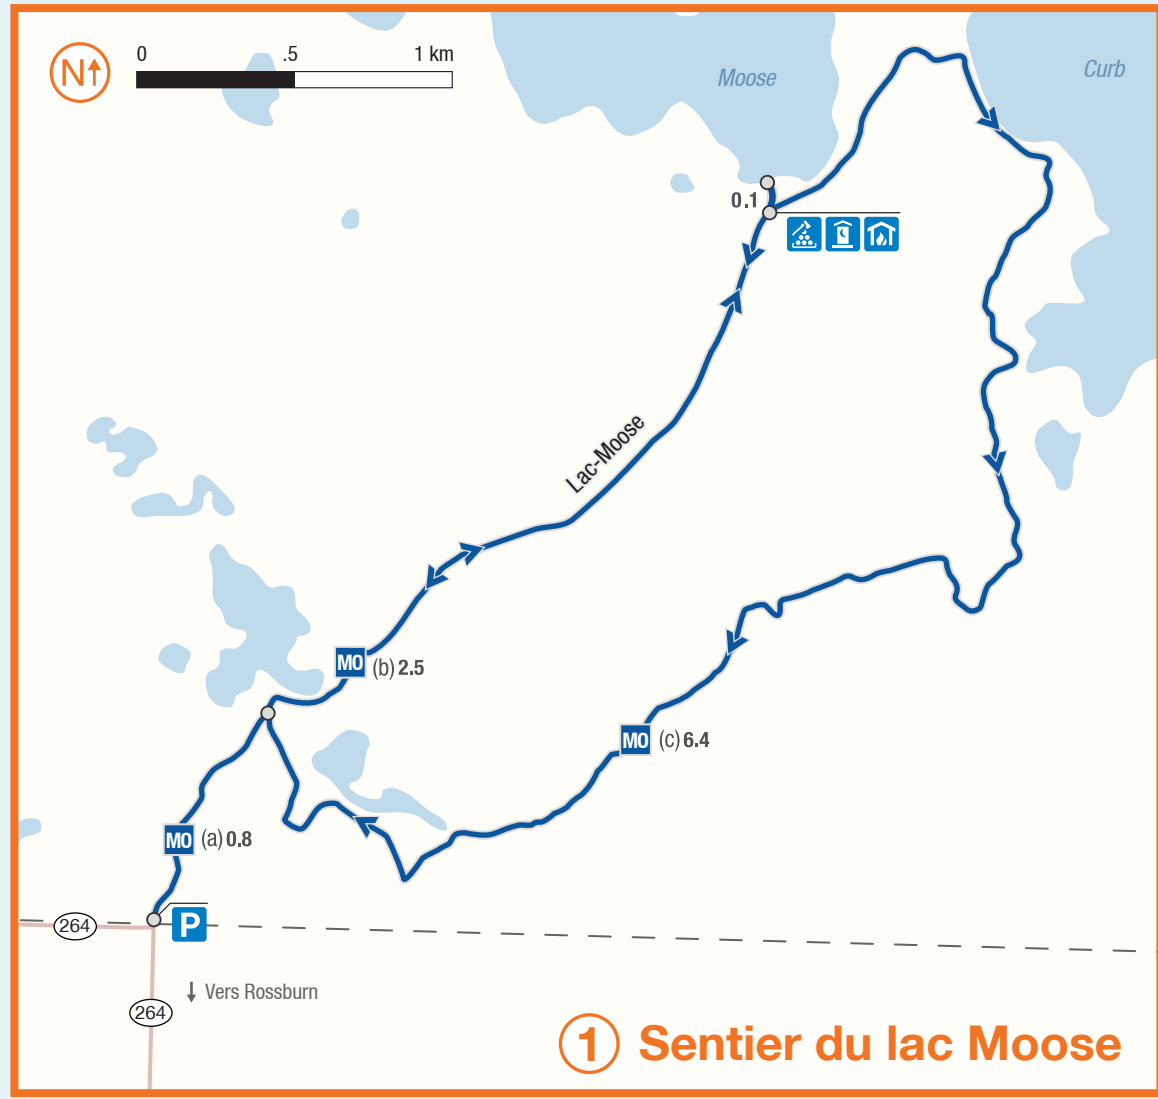 N
0 .5 1 km
Moose
Curb
0.1
Lac-Moose
MO (b) 2.5
MO (c) 6.4
MO (a) 0.8
264
P
Vers Rossburn
264
1 Sentier du lac Moose